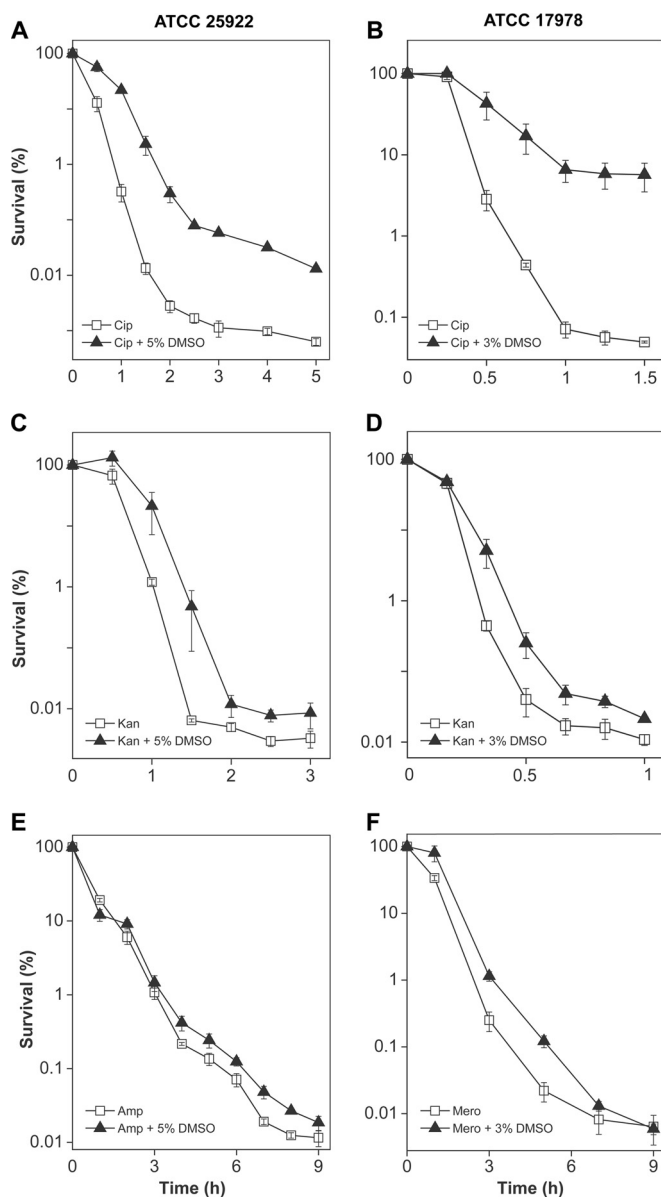 ATCC 25922
ATCC 17978
A
100
1
0.01
Survival (%)
Cip
Cip + 5% DMSO
0 1 2 3 4 5
B
100
10
1
0.1
Cip
Cip + 3% DMSO
0 0.5 1 1.5
C
100
1
0.01
Survival (%)
Kan
Kan + 5% DMSO
0 1 2 3
D
100
1
0.01
Kan
Kan + 3% DMSO
0 0.5 1
E
100
10
1
0.1
0.01
Survival (%)
Amp
Amp + 5% DMSO
0 3 6 9
Time (h)
F
100
10
1
0.1
0.01
Mero
Mero + 3% DMSO
0 3 6 9
Time (h)